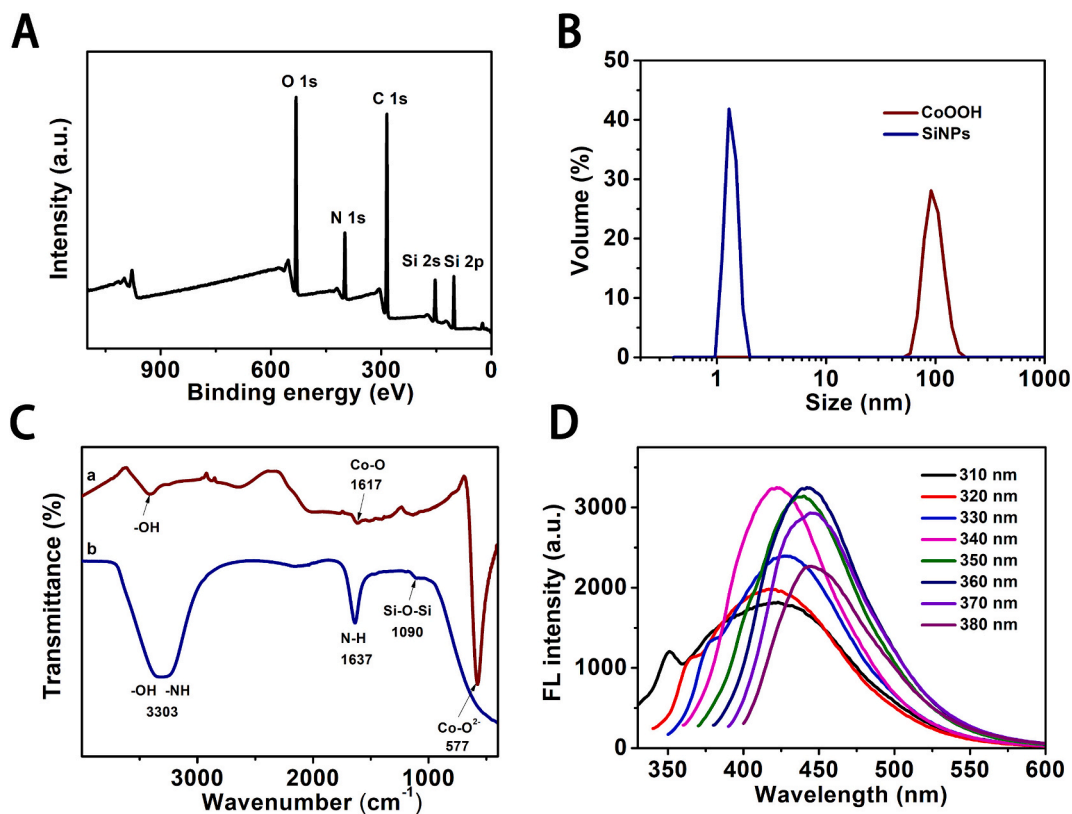 A
O 1s
C 1s
N 1s
Si 2s Si 2p
Intensity (a.u.)
900 600 300 0
Binding energy (eV)
B
50
40
30
20
10
0
CoOOH
SiNPs
Volume (%)
1 10 100 1000
Size (nm)
C
a
Co-O
1617
-OH
b
Si-O-Si
1090
N-H
1637
-OH -NH
3303
Co-O²⁻
577
Transmittance (%)
3000 2000 1000
Wavenumber (cm⁻¹)
D
3000
2000
1000
0
310 nm
320 nm
330 nm
340 nm
350 nm
360 nm
370 nm
380 nm
FL intensity (a.u.)
350 400 450 500 550 600
Wavelength (nm)